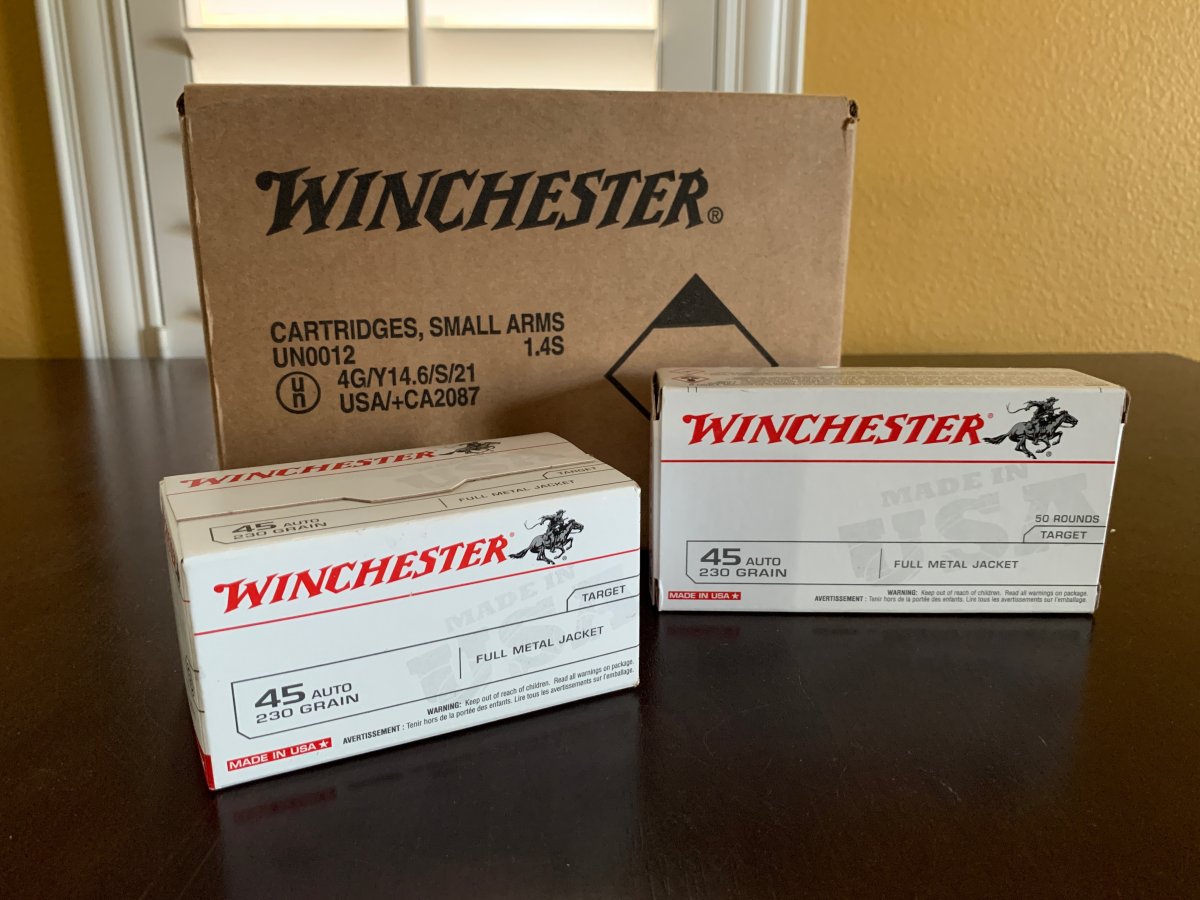 WINCHESTER®
CARTRIDGES, SMALL ARMS
UN0012 1.4S
un
4G/Y14.6/S/21
USA/+CA2087
WINCHESTER
TARGET
FULL METAL JACKET
45 AUTO
230 GRAIN
WINCHESTER®
MADE IN
USA
TARGET
45 AUTO
230 GRAIN
FULL METAL JACKET
WARNING: Keep out of reach of children. Read all warnings on package.
AVERTISSEMENT : Tenir hors de la portée des enfants. Lire tous les avertissements sur l'emballage.
MADE IN USA ★
WINCHESTER®
MADE IN
USA
50 ROUNDS
TARGET
45 AUTO
230 GRAIN
FULL METAL JACKET
MADE IN USA ★
WARNING: Keep out of reach of children. Read all warnings on package.
AVERTISSEMENT : Tenir hors de la portée des enfants. Lire tous les avertissements sur l'emballage.